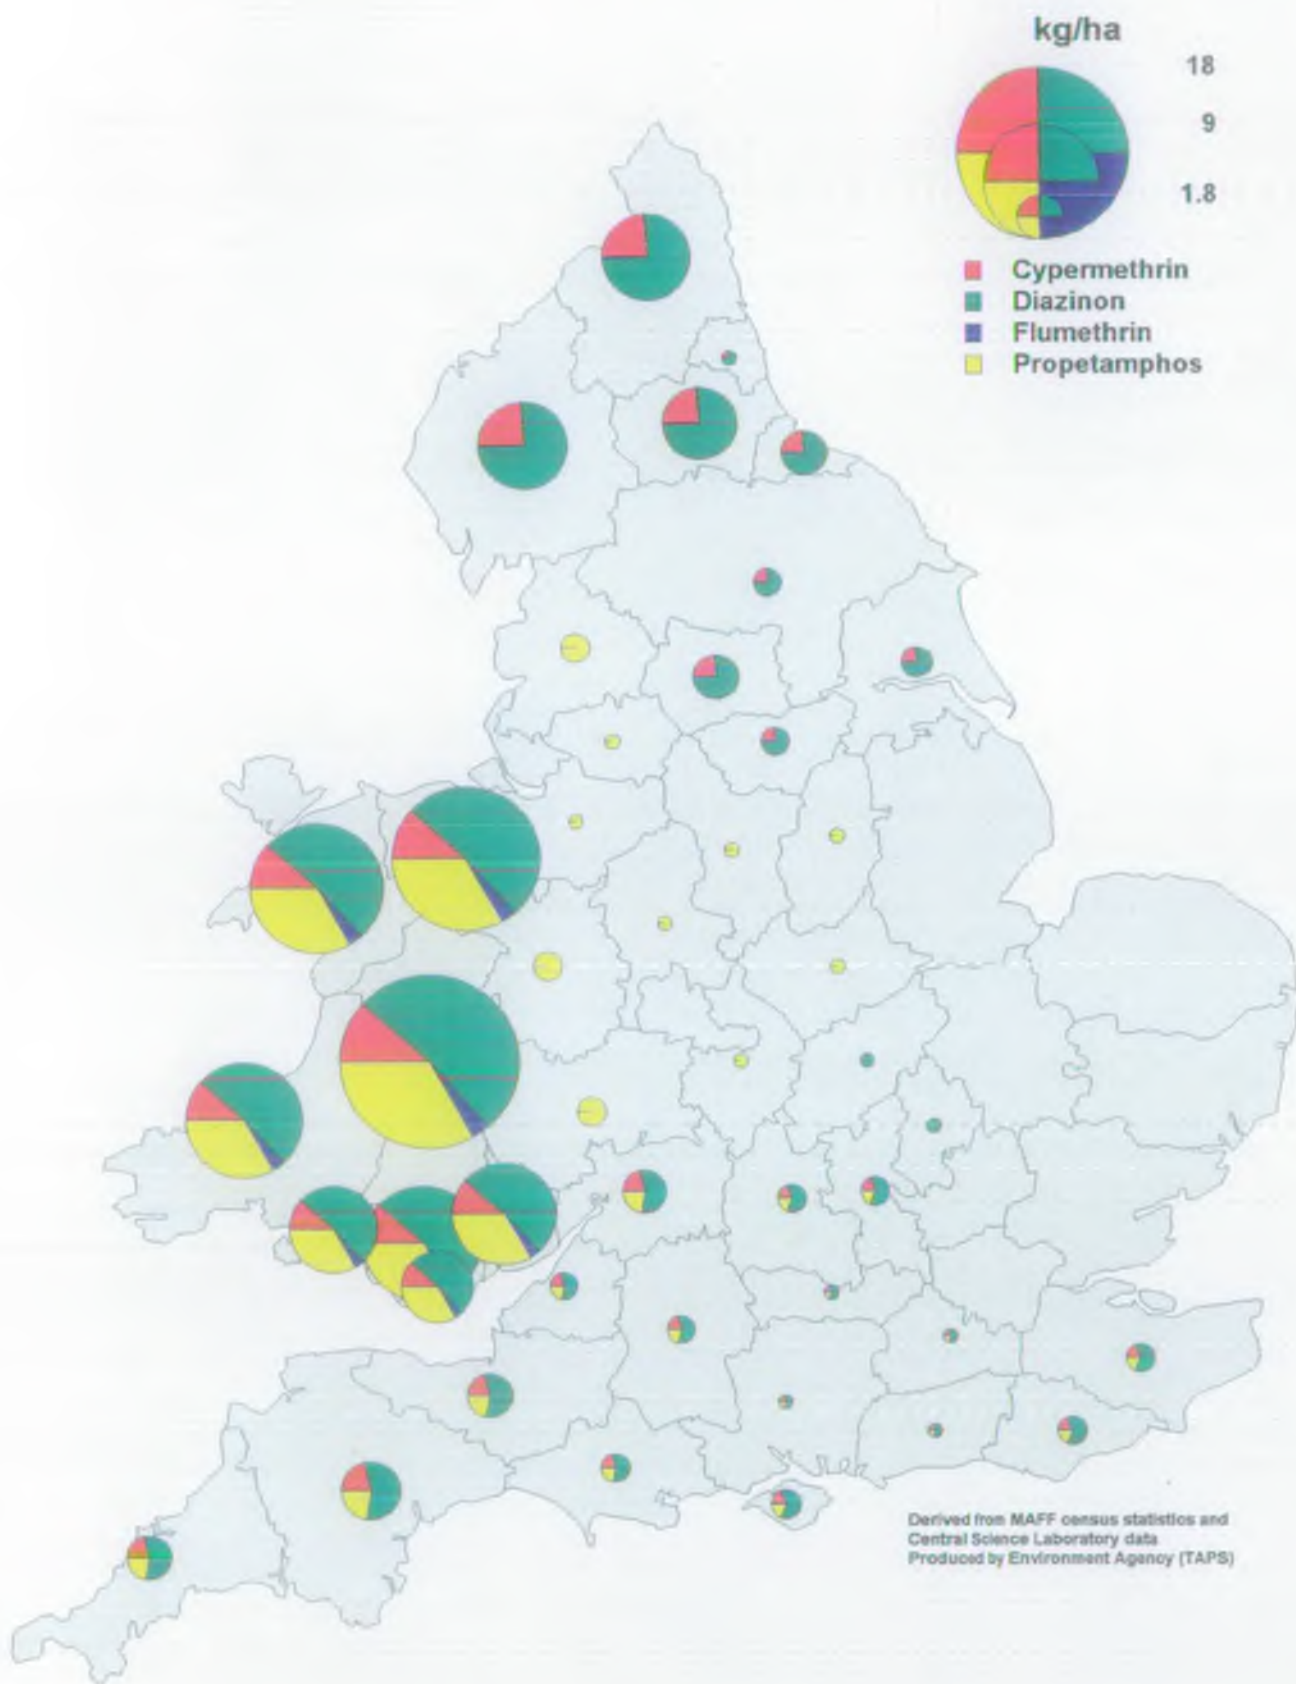 kg/ha
18
9
1.8
Cypermethrin
Diazinon
Flumethrin
Propetamphos
Derived from MAFF census statistics and
Central Science Laboratory data
Produced by Environment Agency (TAPS)